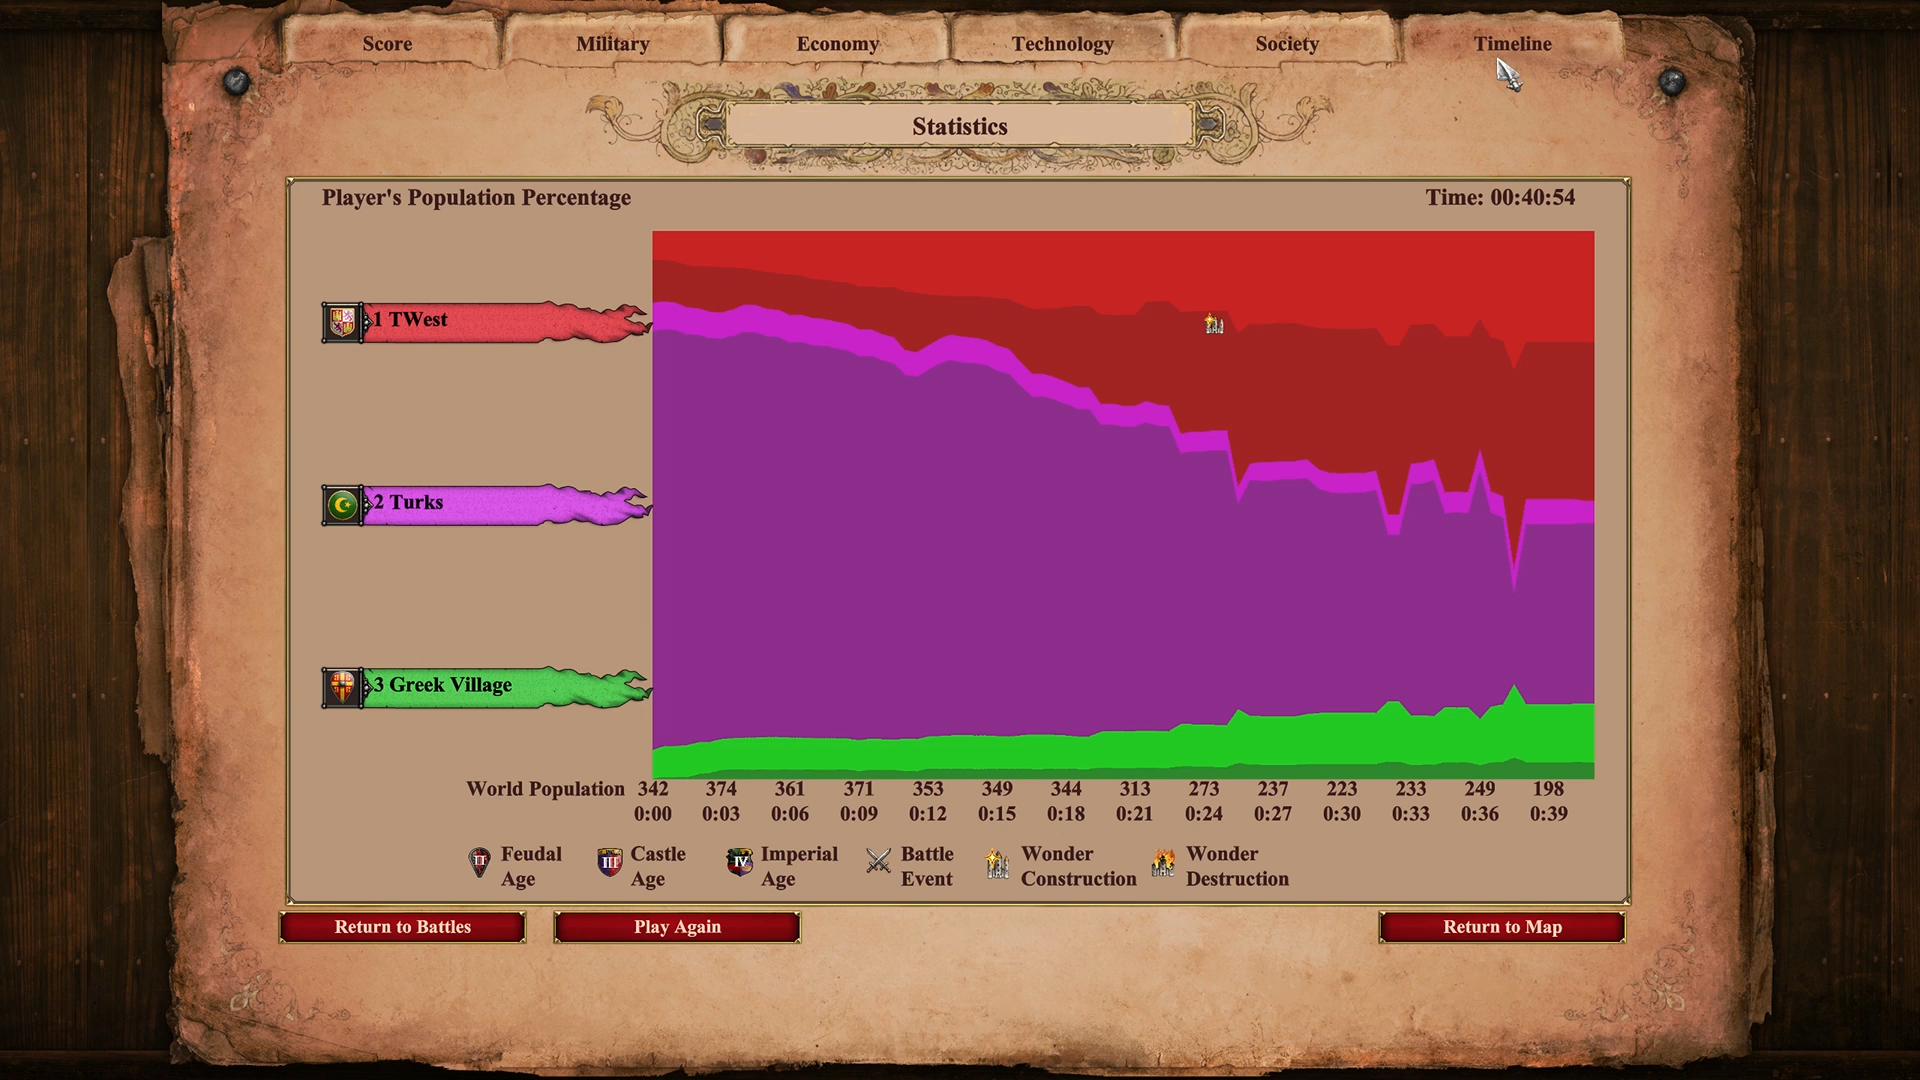 Score Military Economy Technology Society Timeline
Statistics
Player's Population Percentage Time: 00:40:54
1 TWest
2 Turks
3 Greek Village
World Population 342 374 361 371 353 349 344 313 273 237 223 233 249 198
0:00 0:03 0:06 0:09 0:12 0:15 0:18 0:21 0:24 0:27 0:30 0:33 0:36 0:39
II Feudal Age
III Castle Age
IV Imperial Age
Battle Event
Wonder Construction
Wonder Destruction
Return to Battles Play Again Return to Map